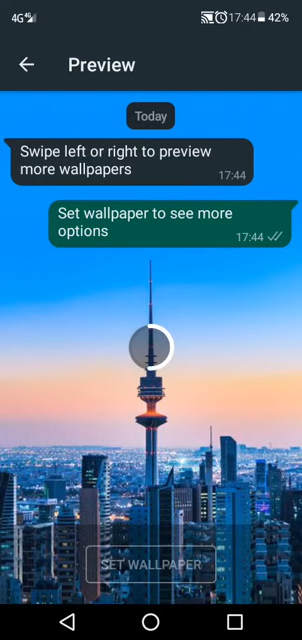 4G 4G 17:44 42%
Preview
Today
Swipe left or right to preview
more wallpapers
17:44
Set wallpaper to see more
options
17:44
SET WALLPAPER